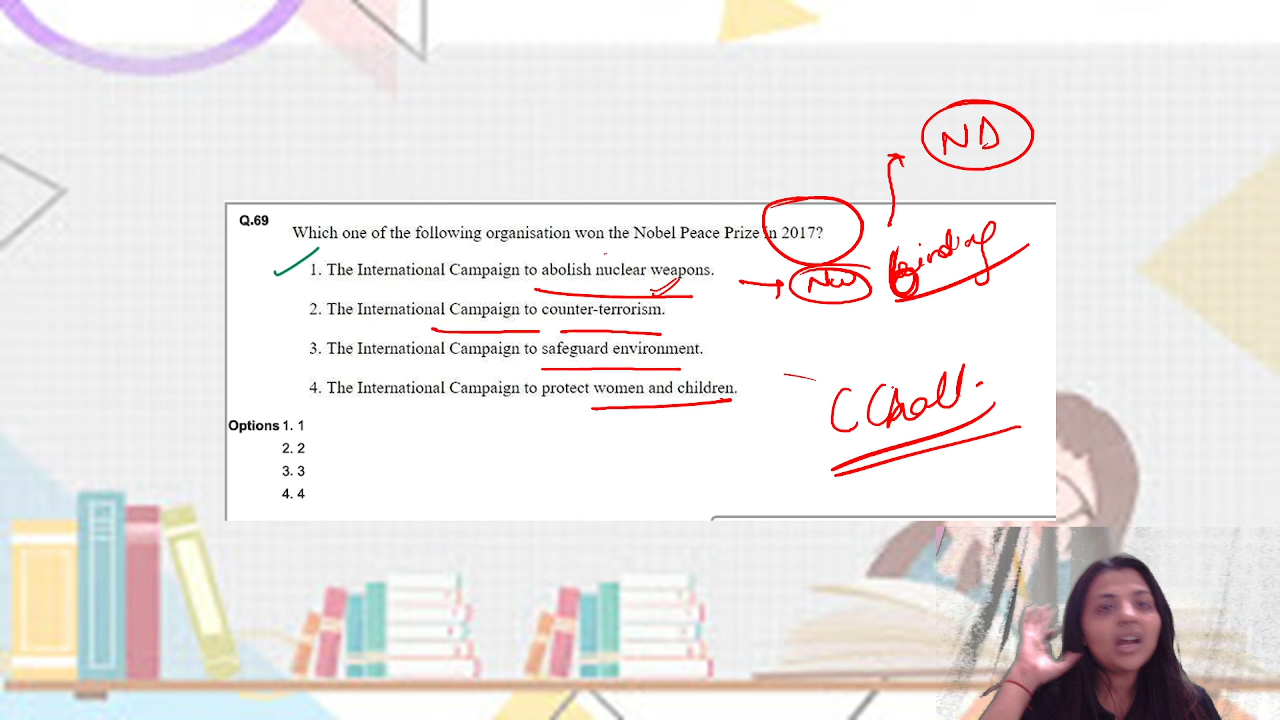 ND
Q.69
Which one of the following organisation won the Nobel Peace Prize in 2017?
1. The International Campaign to abolish nuclear weapons.
NW
Binding
2. The International Campaign to counter-terrorism.
3. The International Campaign to safeguard environment.
4. The International Campaign to protect women and children.
Options 1. 1
2. 2
3. 3
4. 4